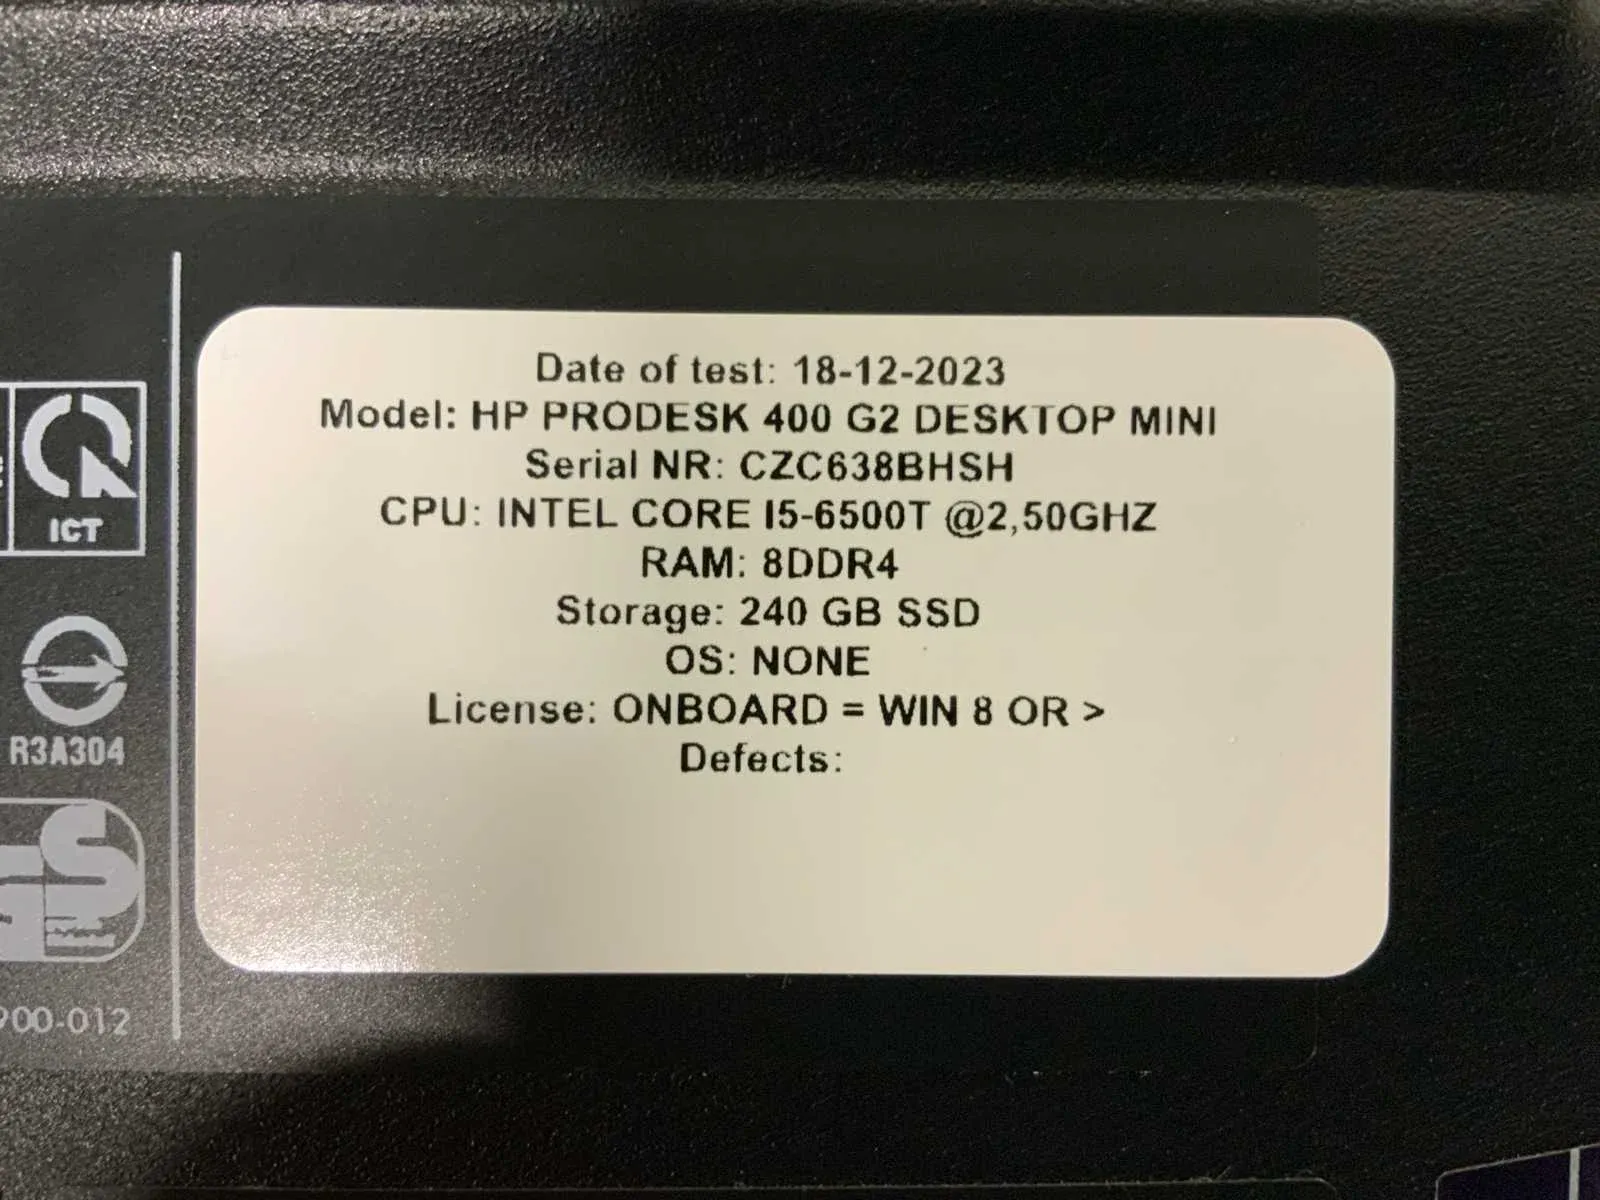 Date of test: 18-12-2023
Model: HP PRODESK 400 G2 DESKTOP MINI
Serial NR: CZC638BHSH
CPU: INTEL CORE I5-6500T @2,50GHZ
RAM: 8DDR4
Storage: 240 GB SSD
OS: NONE
License: ONBOARD = WIN 8 OR >
Defects:
ICT
R3A304
GS
900-012